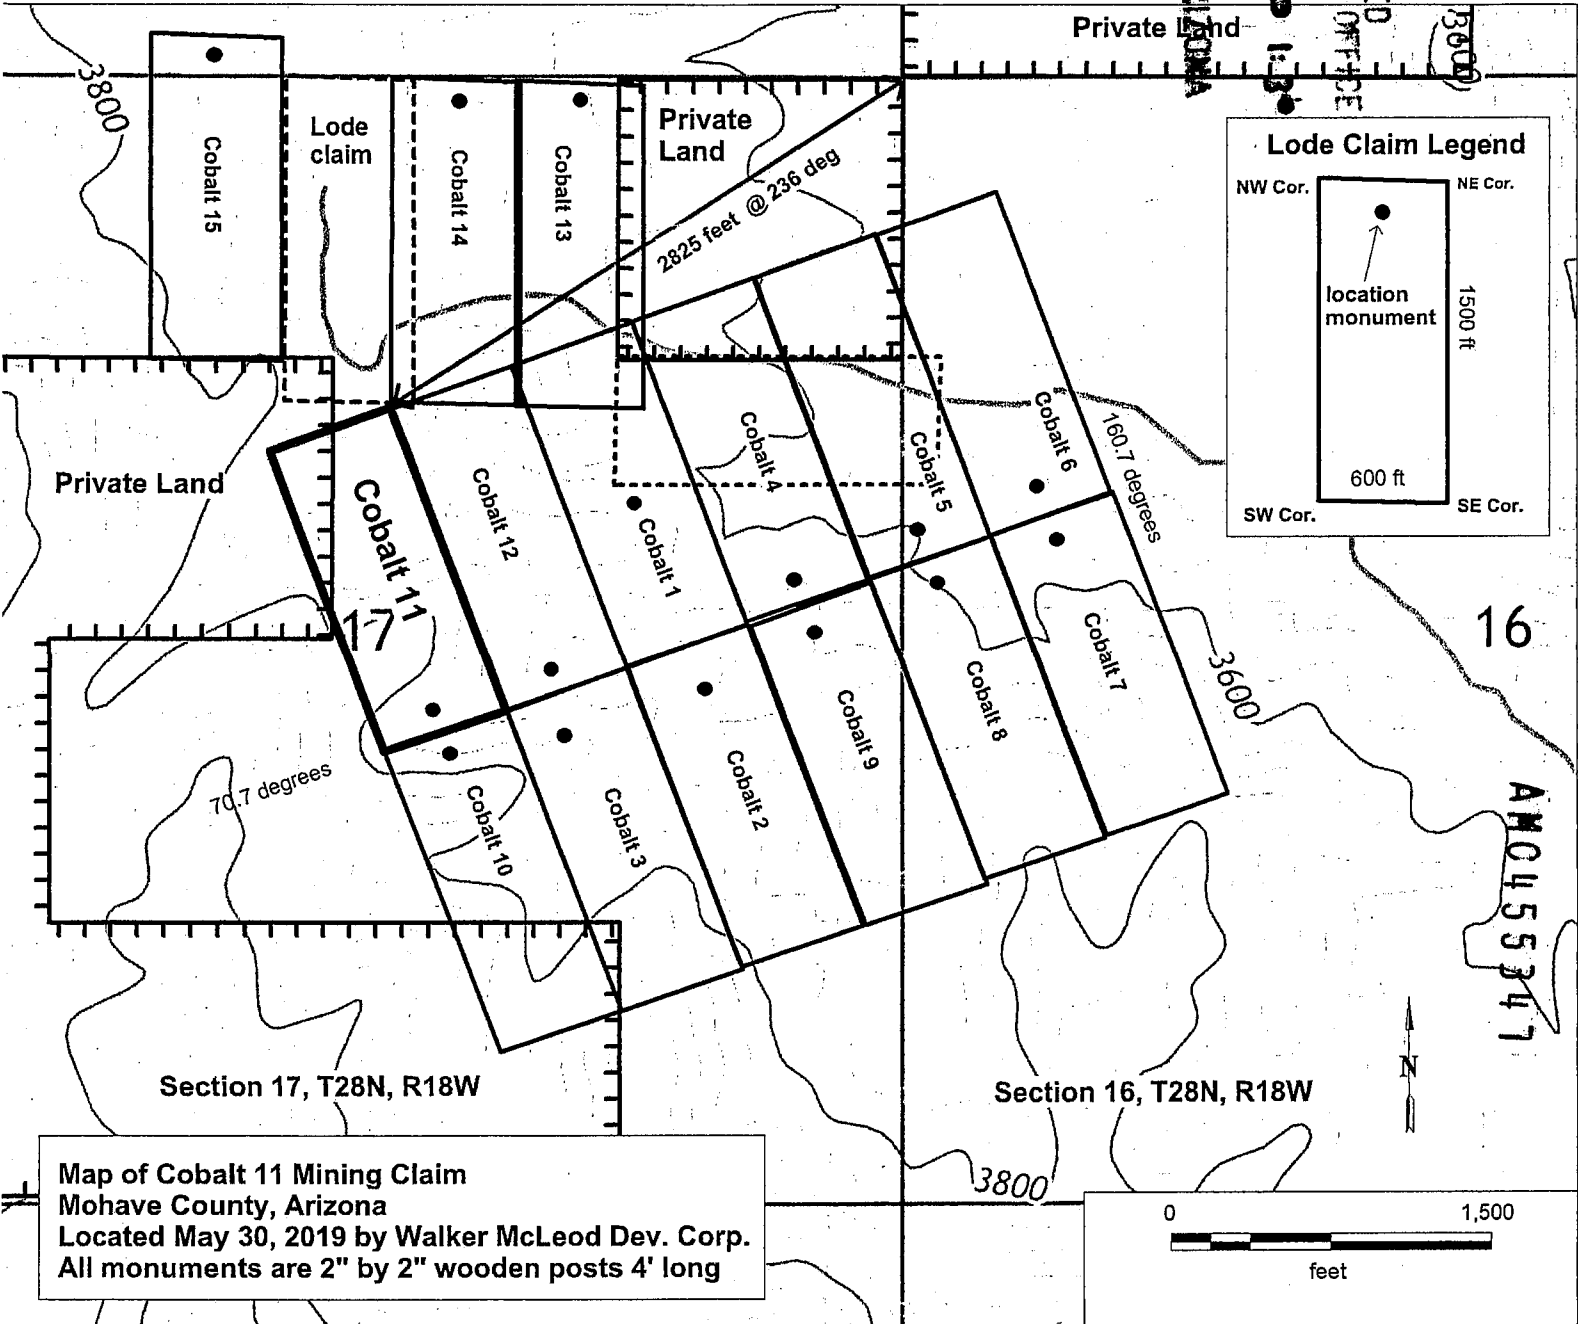 Private Land
3600
OFFICE
3800
Lode
claim
Private
Land
Cobalt 15
Cobalt 14
Cobalt 13
2825 feet @ 236 deg
Lode Claim Legend
NW Cor.
NE Cor.
location
monument
1500 ft
600 ft
SW Cor.
SE Cor.
Private Land
Cobalt 11
Cobalt 12
Cobalt 1
Cobalt 4
Cobalt 5
Cobalt 6
160.7 degrees
17
16
70.7 degrees
Cobalt 10
Cobalt 3
Cobalt 2
Cobalt 9
Cobalt 8
Cobalt 7
3600
AMC455347
Section 17, T28N, R18W
Section 16, T28N, R18W
N
Map of Cobalt 11 Mining Claim
Mohave County, Arizona
Located May 30, 2019 by Walker McLeod Dev. Corp.
All monuments are 2" by 2" wooden posts 4' long
3800
0 1,500
feet